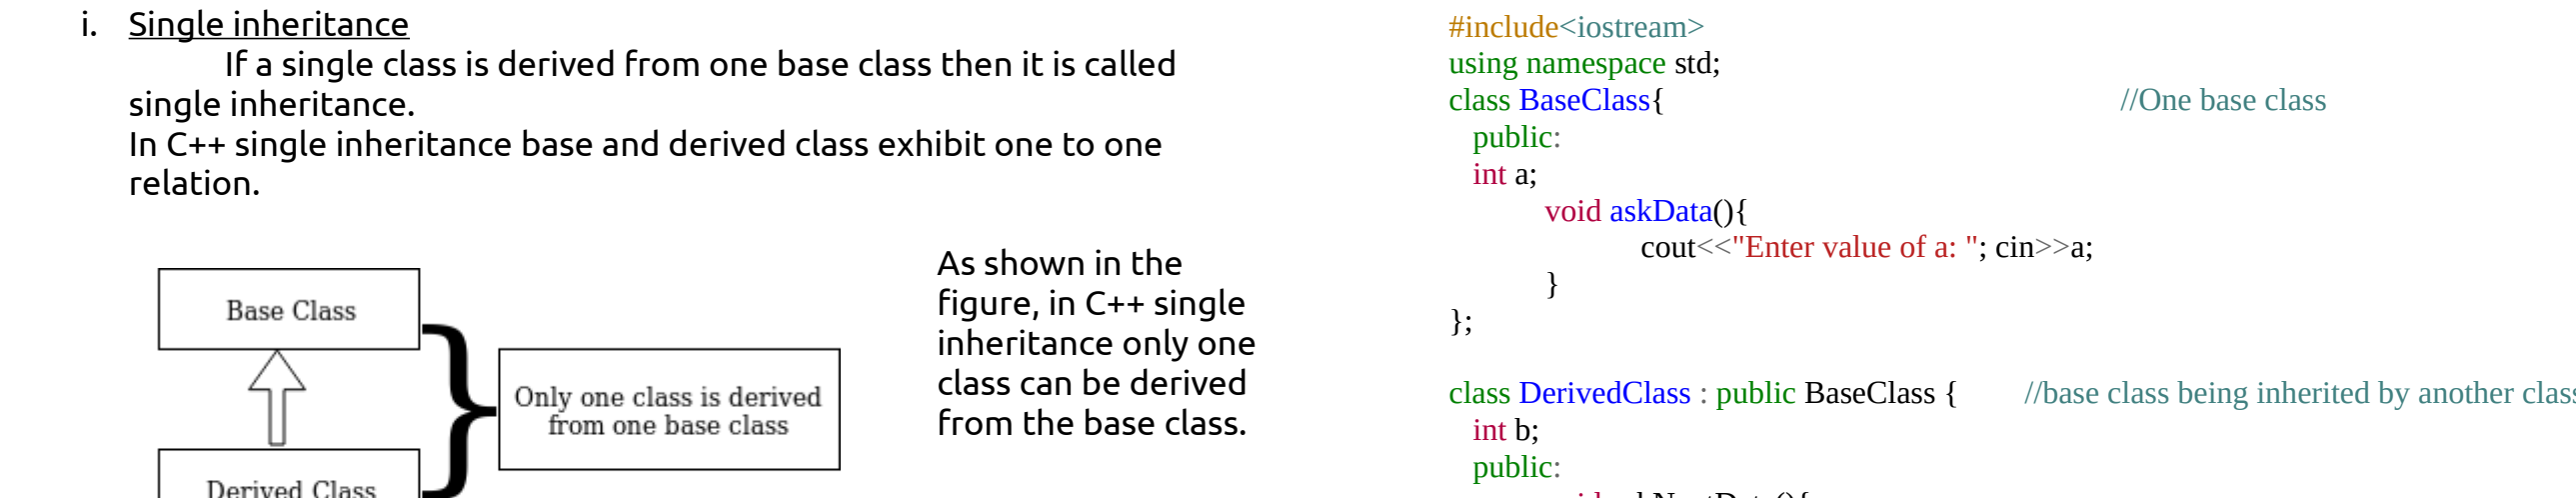 i. Single inheritance
If a single class is derived from one base class then it is called
single inheritance.
In C++ single inheritance base and derived class exhibit one to one
relation.
Base Class
Only one class is derived
from one base class
Derived Class
As shown in the
figure, in C++ single
inheritance only one
class can be derived
from the base class.
#include<iostream>
using namespace std;
class BaseClass{ //One base class
public:
int a;
void askData(){
cout<<"Enter value of a: "; cin>>a;
}
};
class DerivedClass : public BaseClass { //base class being inherited by another class
int b;
public: